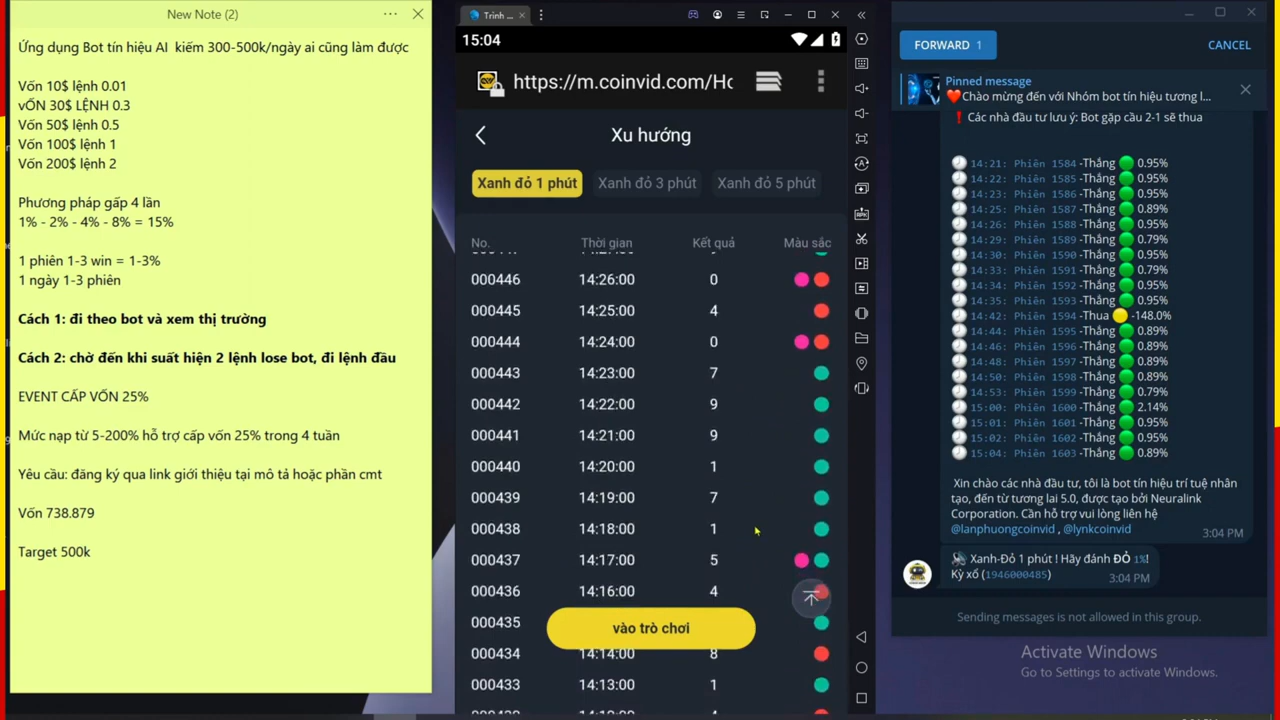 New Note (2)
Ứng dụng Bot tín hiệu AI kiếm 300-500k/ngày ai cũng làm được
Vốn 10$ lệnh 0.01
vỐN 30$ LỆNH 0.3
Vốn 50$ lệnh 0.5
Vốn 100$ lệnh 1
Vốn 200$ lệnh 2
Phương pháp gấp 4 lần
1% - 2% - 4% - 8% = 15%
1 phiên 1-3 win = 1-3%
1 ngày 1-3 phiên
Cách 1: đi theo bot và xem thị trường
Cách 2: chờ đến khi suất hiện 2 lệnh lose bot, đi lệnh đầu
EVENT CẤP VỐN 25%
Mức nạp từ 5-200% hỗ trợ cấp vốn 25% trong 4 tuần
Yêu cầu: đăng ký qua link giới thiệu tại mô tả hoặc phần cmt
Vốn 738.879
Target 500k
Trình ...
15:04
https://m.coinvid.com/Hc
Xu hướng
Xanh đỏ 1 phút Xanh đỏ 3 phút Xanh đỏ 5 phút
No. Thời gian Kết quả Màu sắc
000446 14:26:00 0
000445 14:25:00 4
000444 14:24:00 0
000443 14:23:00 7
000442 14:22:00 9
000441 14:21:00 9
000440 14:20:00 1
000439 14:19:00 7
000438 14:18:00 1
000437 14:17:00 5
000436 14:16:00 4
000435
vào trò chơi
000434 14:14:00 8
000433 14:13:00 1
FORWARD 1 CANCEL
Pinned message
❤️Chào mừng đến với Nhóm bot tín hiệu tương l...
❗ Các nhà đầu tư lưu ý: Bot gặp cầu 2-1 sẽ thua
14:21: Phiên 1584 -Thắng 0.95%
14:22: Phiên 1585 -Thắng 0.95%
14:23: Phiên 1586 -Thắng 0.95%
14:25: Phiên 1587 -Thắng 0.89%
14:26: Phiên 1588 -Thắng 0.95%
14:29: Phiên 1589 -Thắng 0.79%
14:30: Phiên 1590 -Thắng 0.95%
14:33: Phiên 1591 -Thắng 0.79%
14:34: Phiên 1592 -Thắng 0.95%
14:35: Phiên 1593 -Thắng 0.95%
14:42: Phiên 1594 -Thua -148.0%
14:44: Phiên 1595 -Thắng 0.89%
14:46: Phiên 1596 -Thắng 0.89%
14:48: Phiên 1597 -Thắng 0.89%
14:50: Phiên 1598 -Thắng 0.89%
14:53: Phiên 1599 -Thắng 0.79%
15:00: Phiên 1600 -Thắng 2.14%
15:01: Phiên 1601 -Thắng 0.95%
15:02: Phiên 1602 -Thắng 0.95%
15:04: Phiên 1603 -Thắng 0.89%
Xin chào các nhà đầu tư, tôi là bot tín hiệu trí tuệ nhân
tạo, đến từ tương lai 5.0, được tạo bởi Neuralink
Corporation. Cần hỗ trợ vui lòng liên hệ
@lanphuongcoinvid , @lynkcoinvid 3:04 PM
Xanh-Đỏ 1 phút ! Hãy đánh ĐỎ 1%!
Kỳ xổ (1946000485) 3:04 PM
Sending messages is not allowed in this group.
Activate Windows
Go to Settings to activate Windows.